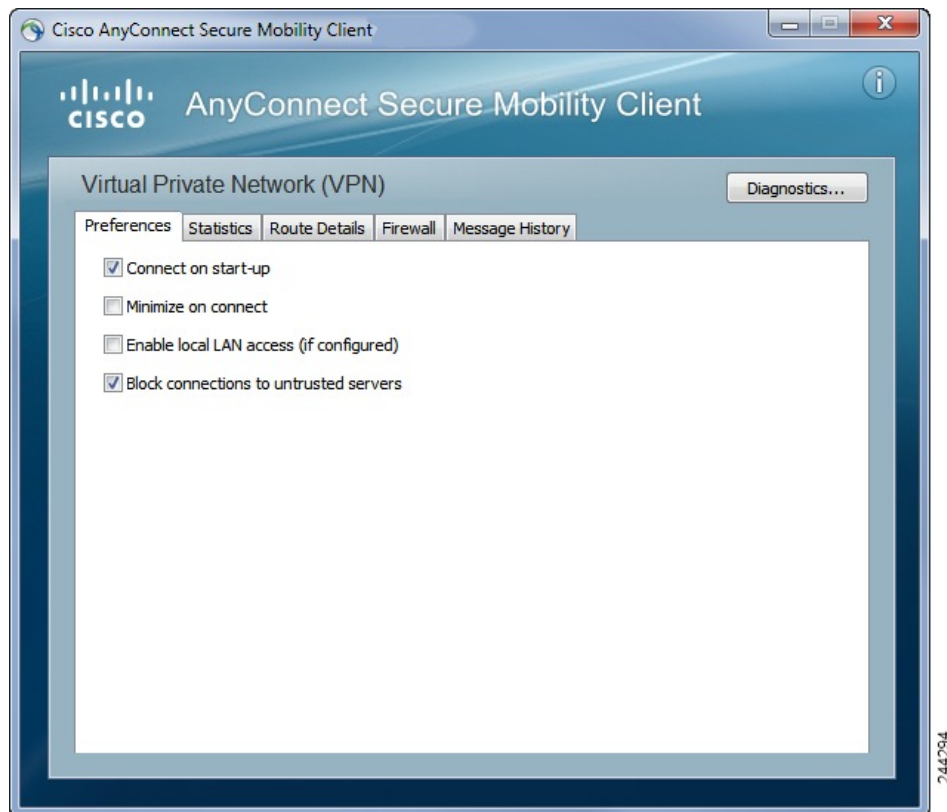 Cisco AnyConnect Secure Mobility Client
CISCO
AnyConnect Secure Mobility Client
Virtual Private Network (VPN)
Diagnostics...
Preferences
Statistics
Route Details
Firewall
Message History
Connect on start-up
Minimize on connect
Enable local LAN access (if configured)
Block connections to untrusted servers
244294